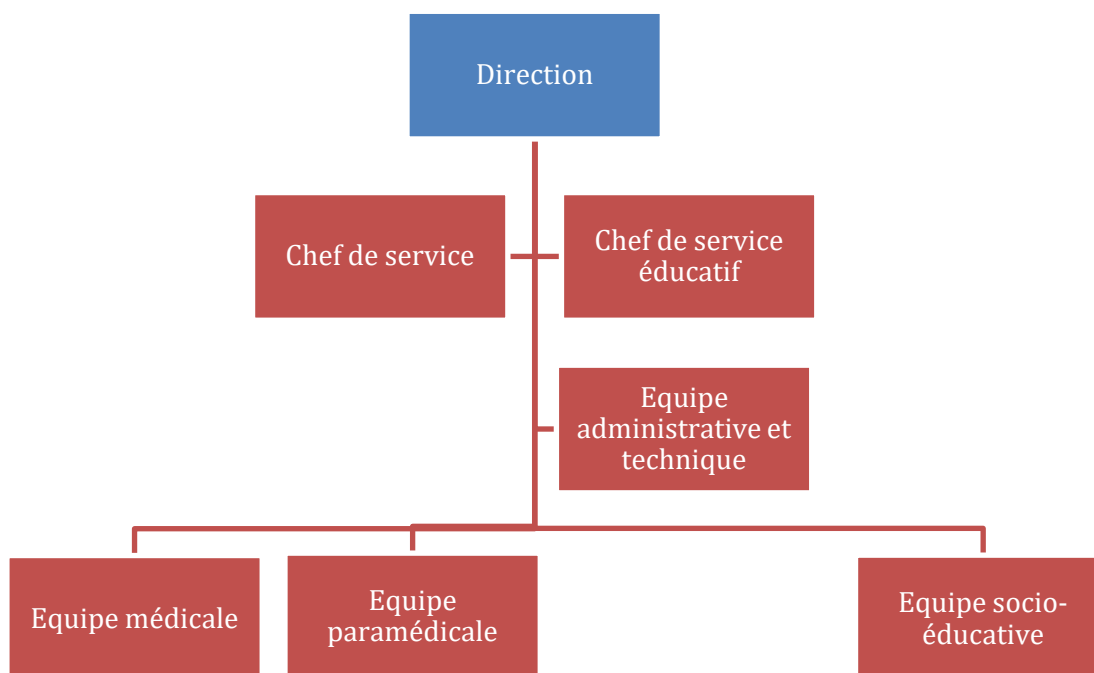 Direction
Chef de service
Chef de service
éducatif
Equipe
administrative et
technique
Equipe médicale
Equipe
paramédicale
Equipe socio-
éducative